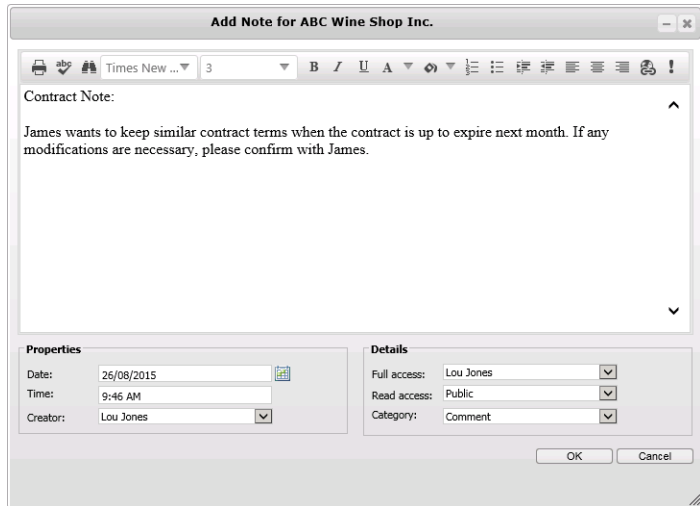 Add Note for ABC Wine Shop Inc.
abc Times New ... 3 B I U A
Contract Note:
James wants to keep similar contract terms when the contract is up to expire next month. If any
modifications are necessary, please confirm with James.
Properties
Date: 26/08/2015
Time: 9:46 AM
Creator: Lou Jones
Details
Full access: Lou Jones
Read access: Public
Category: Comment
OK Cancel